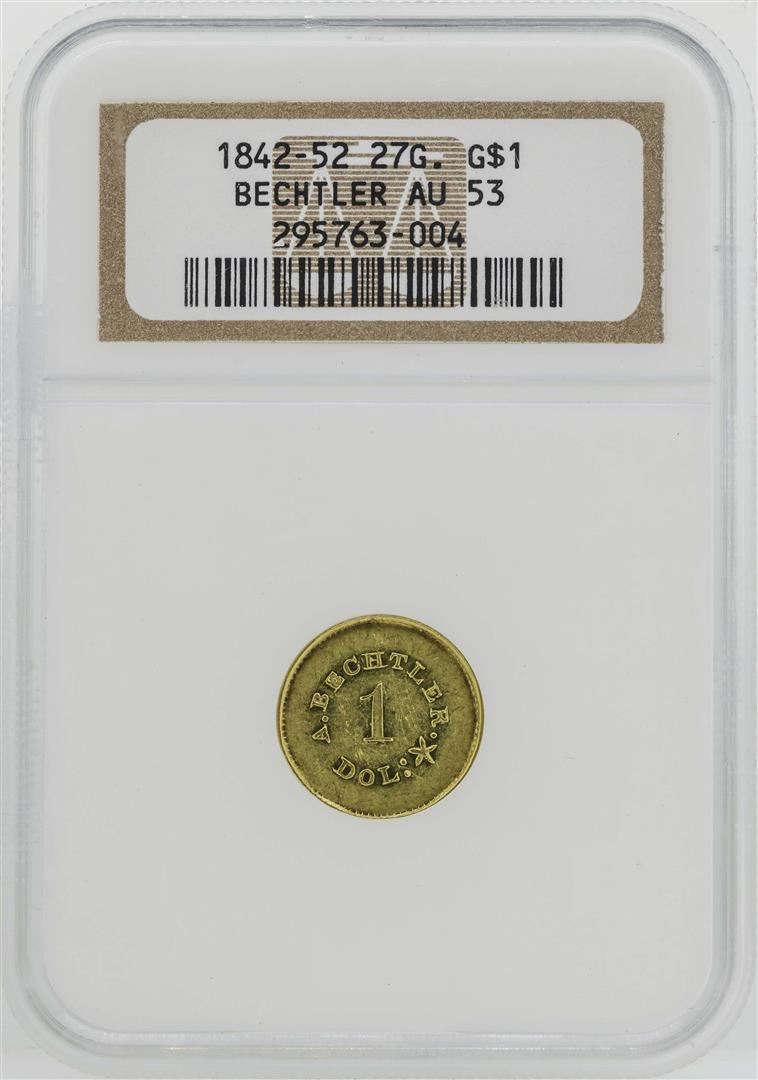 1842-52 27G. G$1
BECHTLER AU 53
295763-004
A. BECHTLER.
1
DOL: